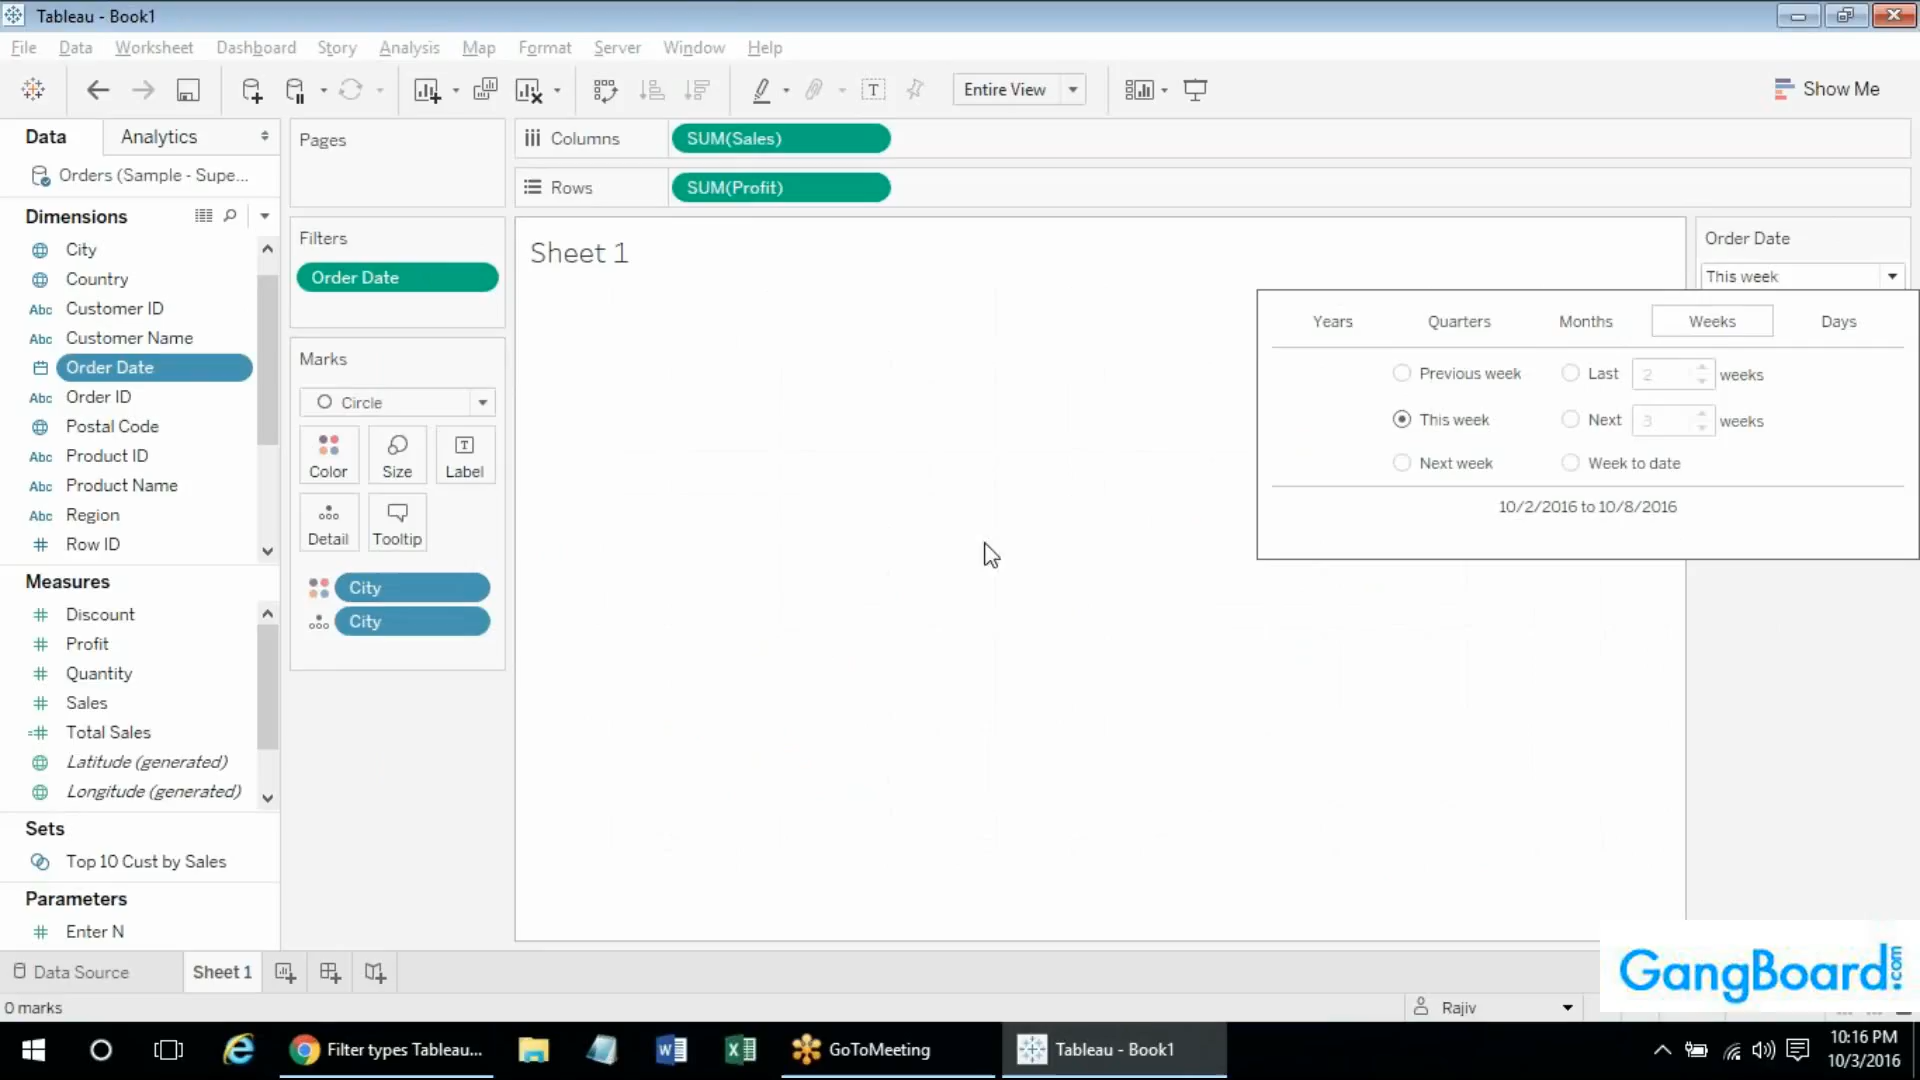 Tableau - Book1
File Data Worksheet Dashboard Story Analysis Map Format Server Window Help
Entire View
Show Me
Data Analytics
Orders (Sample - Supe...
Dimensions
City
Country
Abc Customer ID
Abc Customer Name
Order Date
Abc Order ID
Postal Code
Abc Product ID
Abc Product Name
Abc Region
# Row ID
Measures
# Discount
# Profit
# Quantity
# Sales
=# Total Sales
Latitude (generated)
Longitude (generated)
Sets
Top 10 Cust by Sales
Parameters
# Enter N
Pages
Filters
Order Date
Marks
Circle
Color Size Label
Detail Tooltip
City
City
Columns SUM(Sales)
Rows SUM(Profit)
Sheet 1
Order Date
This week
Years Quarters Months Weeks Days
Previous week Last 2 weeks
This week Next 3 weeks
Next week Week to date
10/2/2016 to 10/8/2016
GangBoard.com
Data Source Sheet 1
0 marks
Rajiv
Filter types Tableau...
GoToMeeting
Tableau - Book1
10:16 PM
10/3/2016